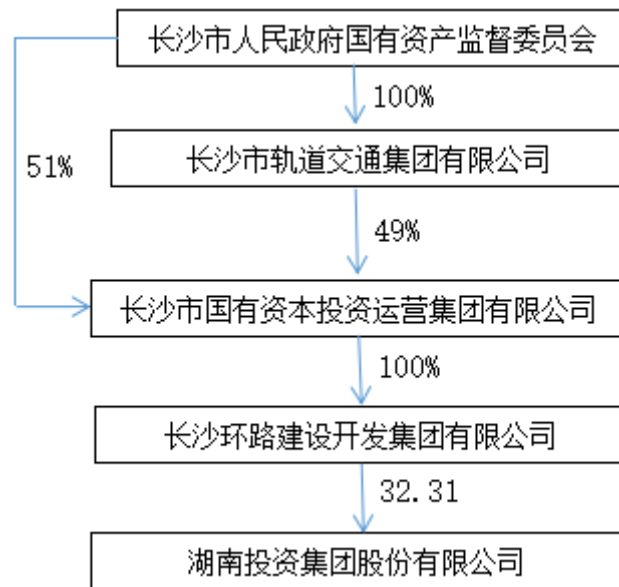 长沙市人民政府国有资产监督委员会
100%
长沙市轨道交通集团有限公司
51%
49%
长沙市国有资本投资运营集团有限公司
100%
长沙环路建设开发集团有限公司
32.31
湖南投资集团股份有限公司